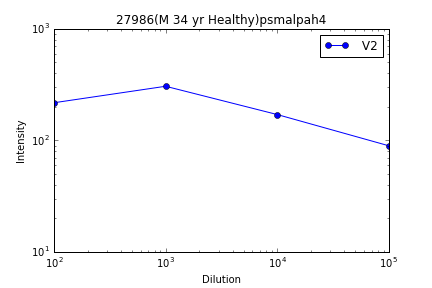 27986(M 34 yr Healthy)psmalpah4
V2
Intensity
10³
10²
10¹
10² 10³ 10⁴ 10⁵
Dilution